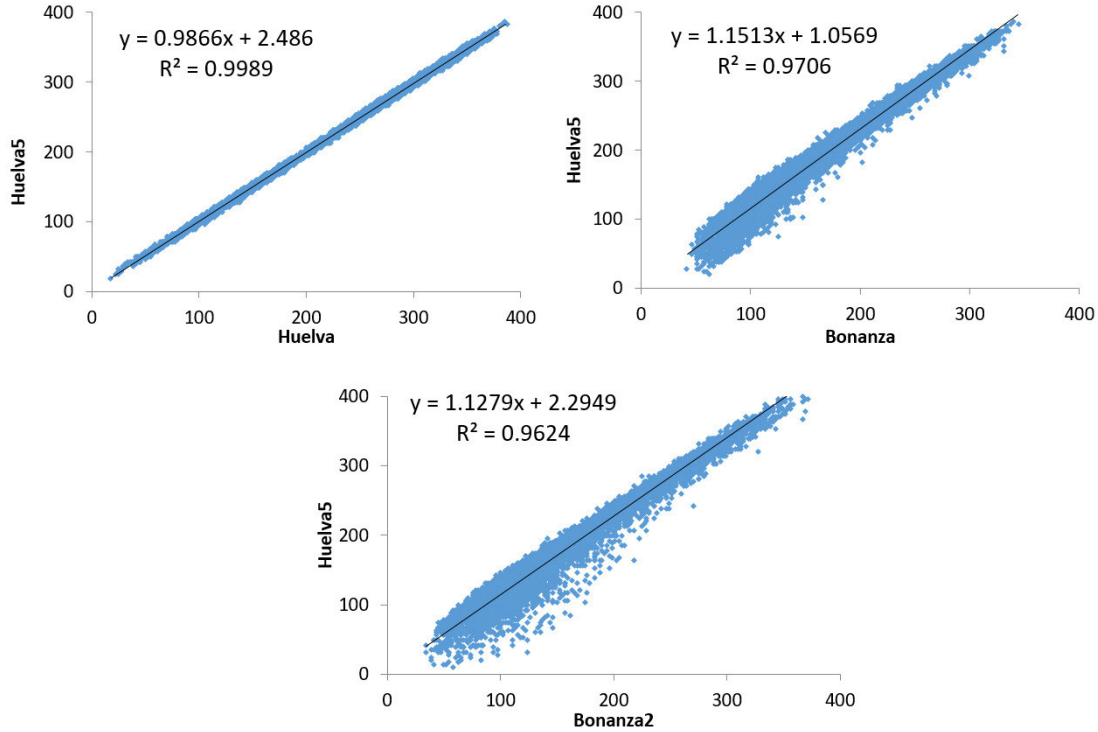 y = 0.9866x + 2.486
R² = 0.9989
400
300
200
100
0
Huelva5
0 100 200 300 400
Huelva
y = 1.1513x + 1.0569
R² = 0.9706
400
300
200
100
0
Huelva5
0 100 200 300 400
Bonanza
y = 1.1279x + 2.2949
R² = 0.9624
400
300
200
100
0
Huelva5
0 100 200 300 400
Bonanza2